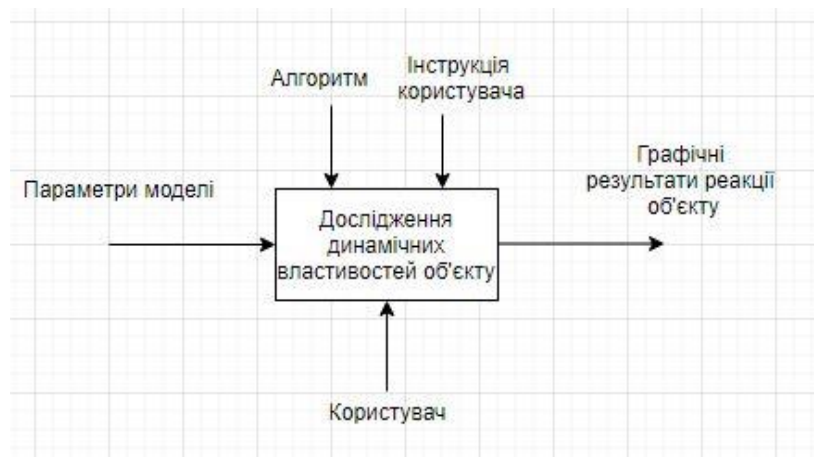 Алгоритм
Інструкція
користувача
Параметри моделі
Дослідження
динамічних
властивостей об'єкту
Графічні
результати реакції
об'єкту
Користувач